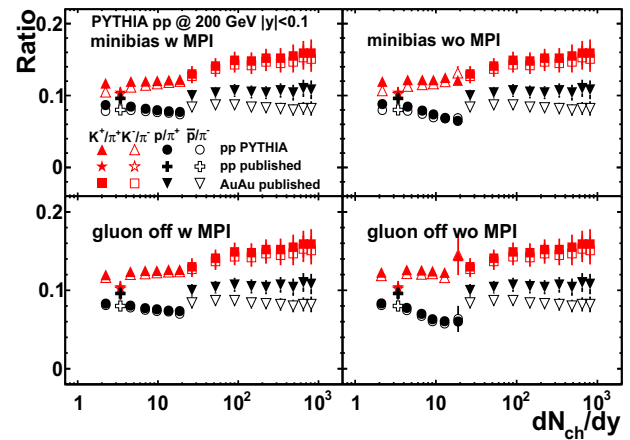 Ratio
0.2
0.1
0
0.2
0.1
0
PYTHIA pp @ 200 GeV |y|<0.1
minibias w MPI
K⁺/π⁺ K⁻/π⁻ p/π⁺ p̅/π⁻
pp PYTHIA
pp published
AuAu published
minibias wo MPI
gluon off w MPI
gluon off wo MPI
1 10 10² 10³
1 10 10² 10³
dN_ch/dy